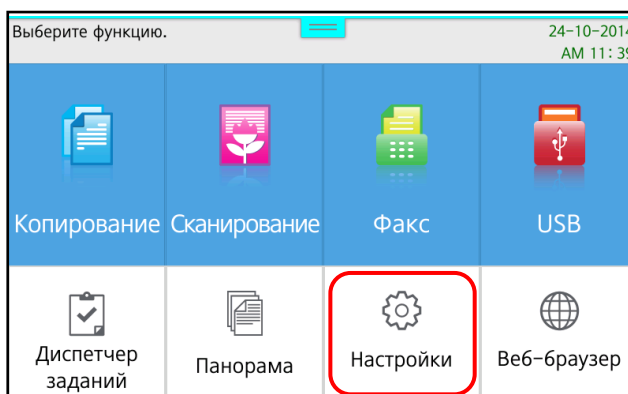 Выберите функцию.
24-10-2014
AM 11:39
Копирование
Сканирование
Факс
USB
Диспетчер
заданий
Панорама
Настройки
Веб-браузер